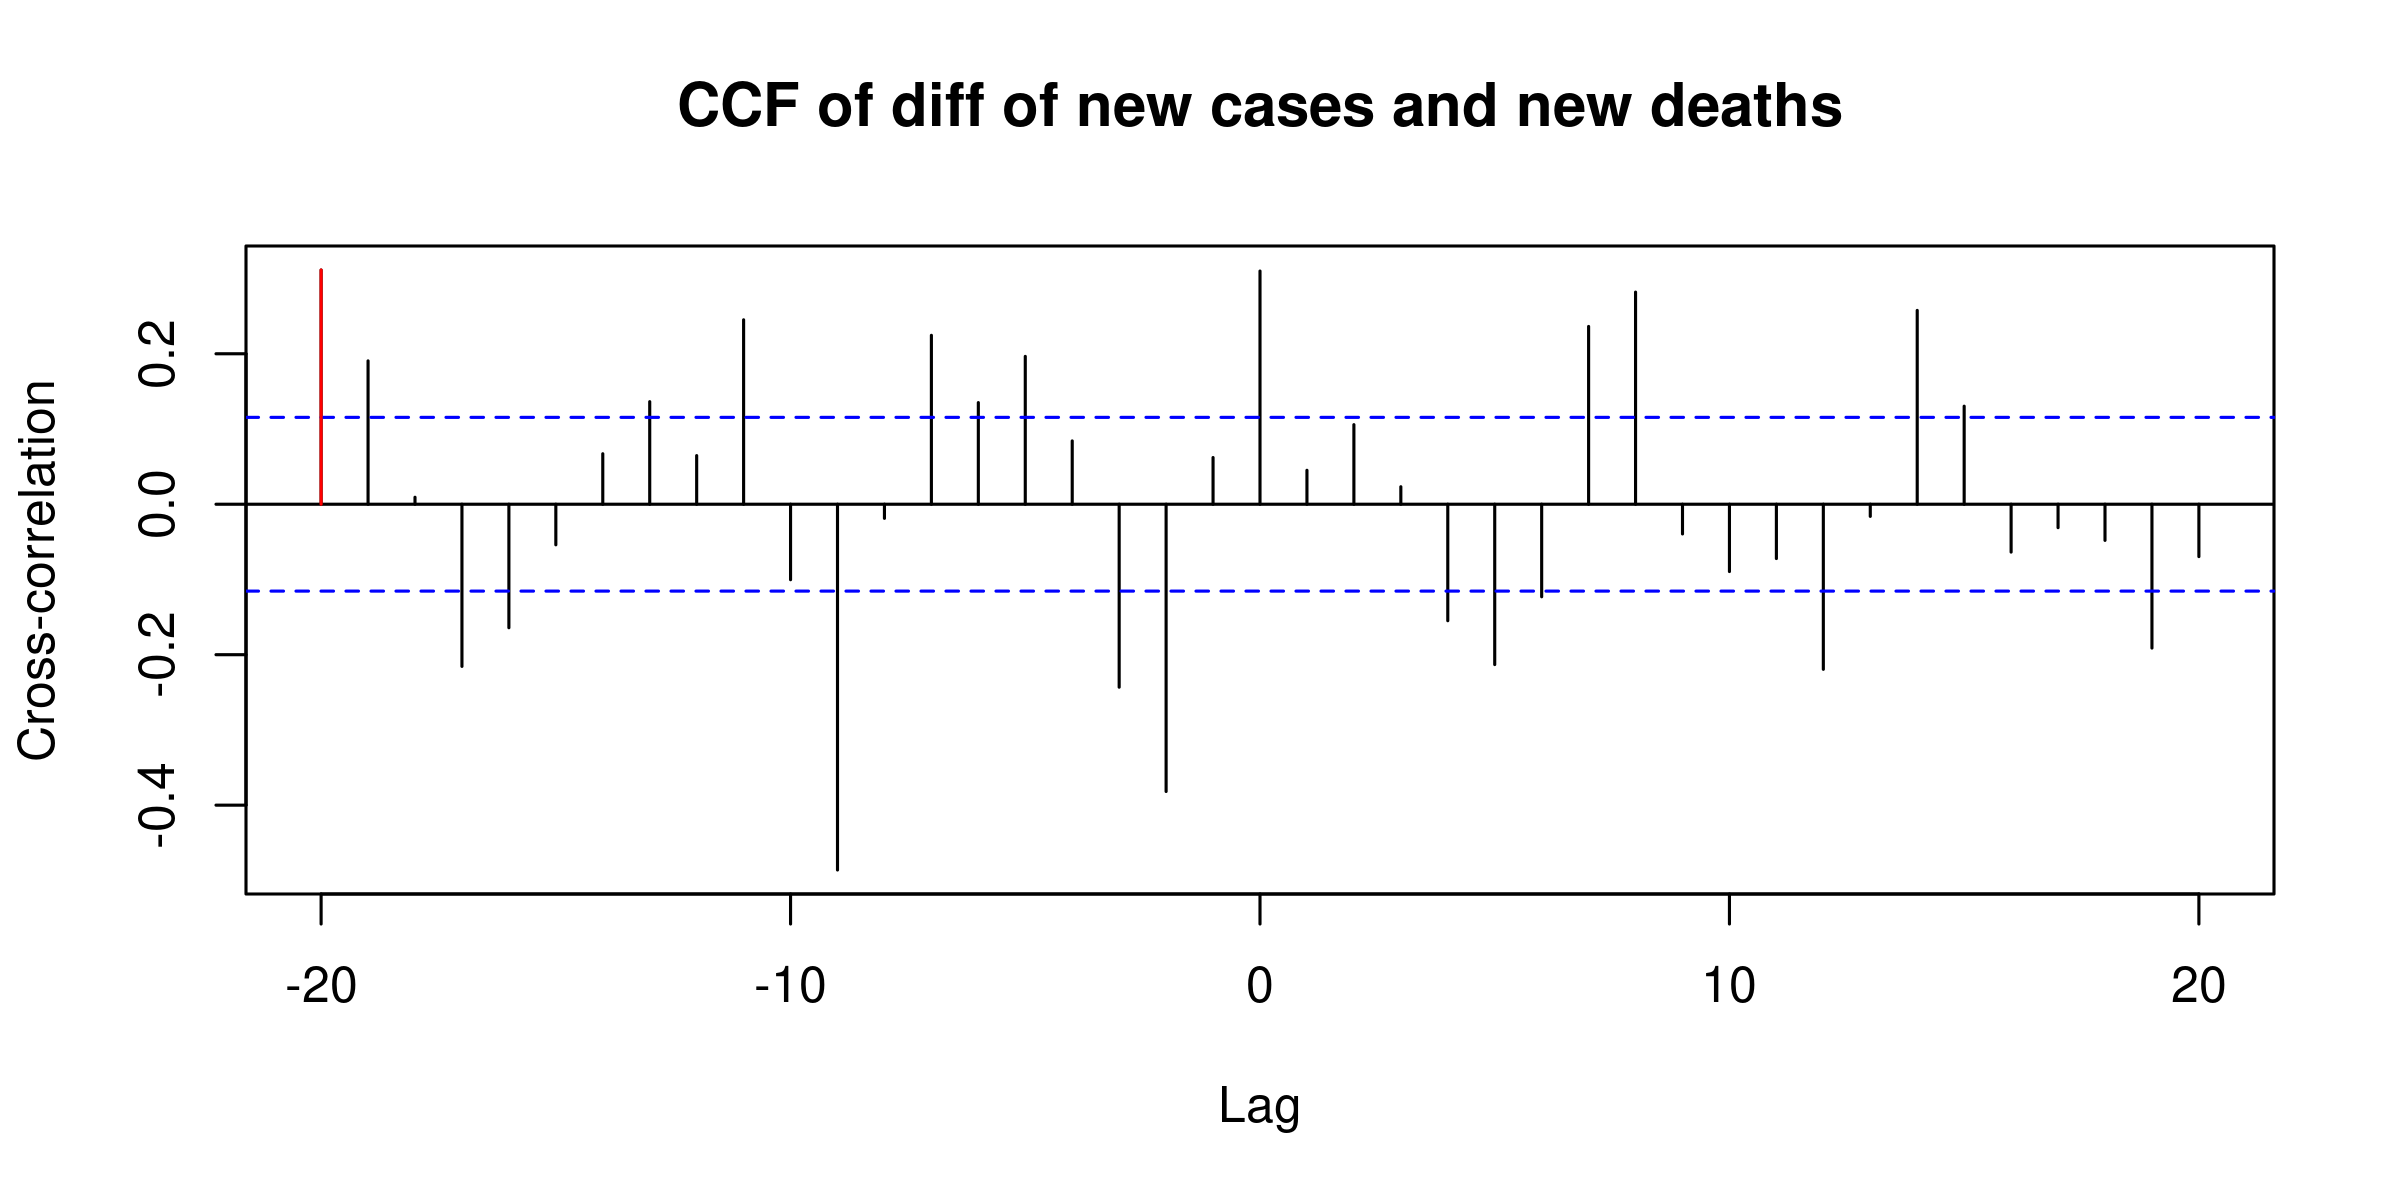 CCF of diff of new cases and new deaths
Cross-correlation
0.2
0.0
-0.2
-0.4
-20 -10 0 10 20
Lag